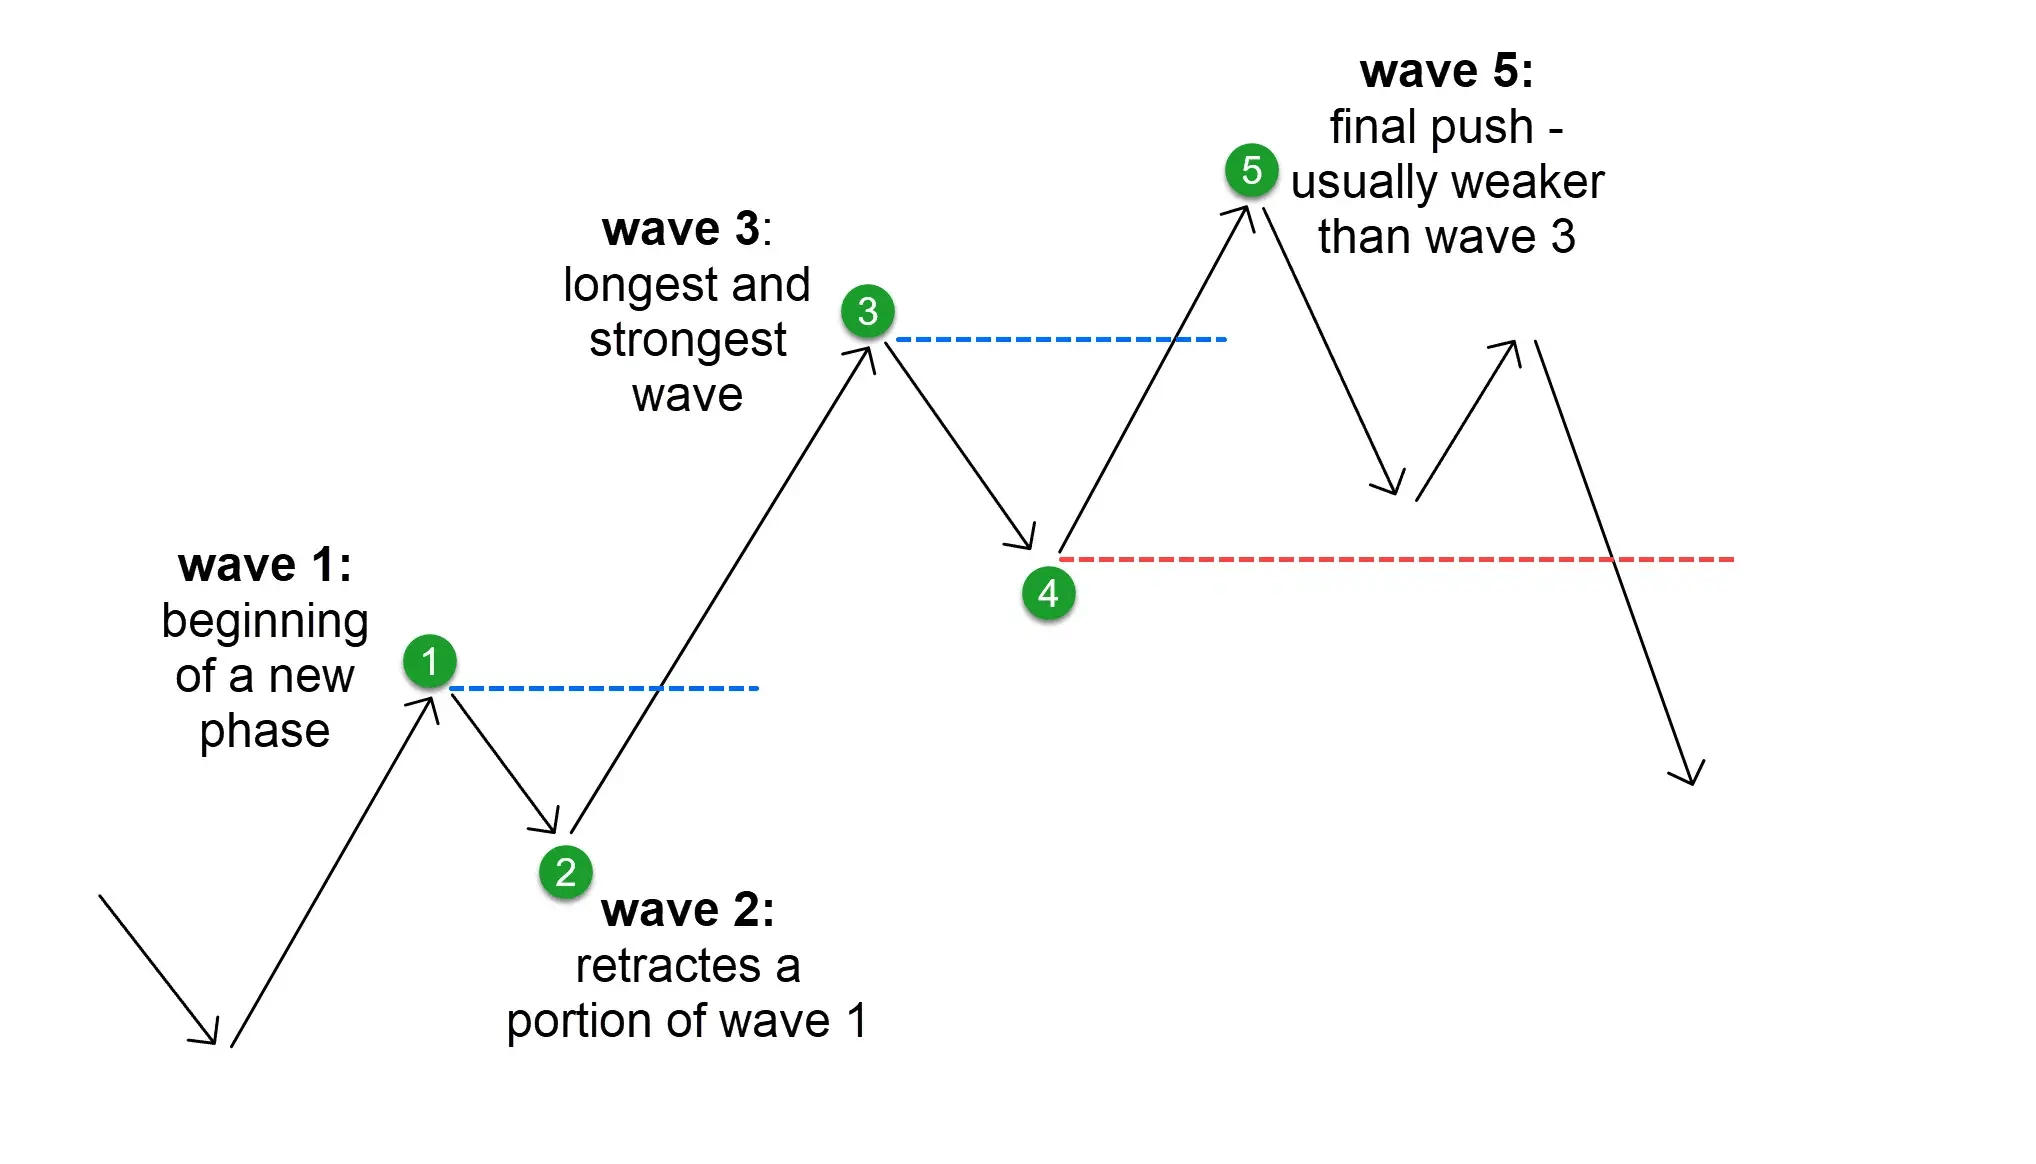 wave 5:
final push -
usually weaker
than wave 3
5
wave 3:
longest and
strongest
wave
3
4
wave 1:
beginning
of a new
phase
1
2
wave 2:
retractes a
portion of wave 1